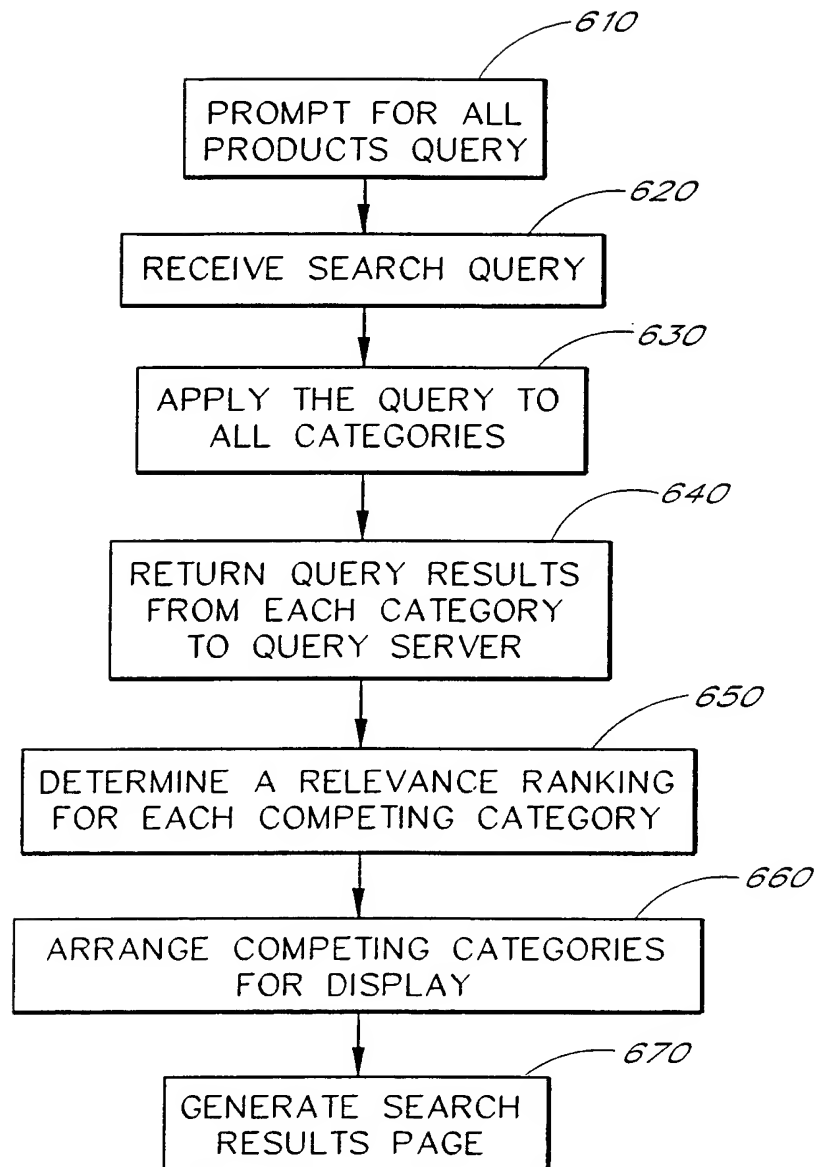 610
PROMPT FOR ALL
PRODUCTS QUERY
620
RECEIVE SEARCH QUERY
630
APPLY THE QUERY TO
ALL CATEGORIES
640
RETURN QUERY RESULTS
FROM EACH CATEGORY
TO QUERY SERVER
650
DETERMINE A RELEVANCE RANKING
FOR EACH COMPETING CATEGORY
660
ARRANGE COMPETING CATEGORIES
FOR DISPLAY
670
GENERATE SEARCH
RESULTS PAGE